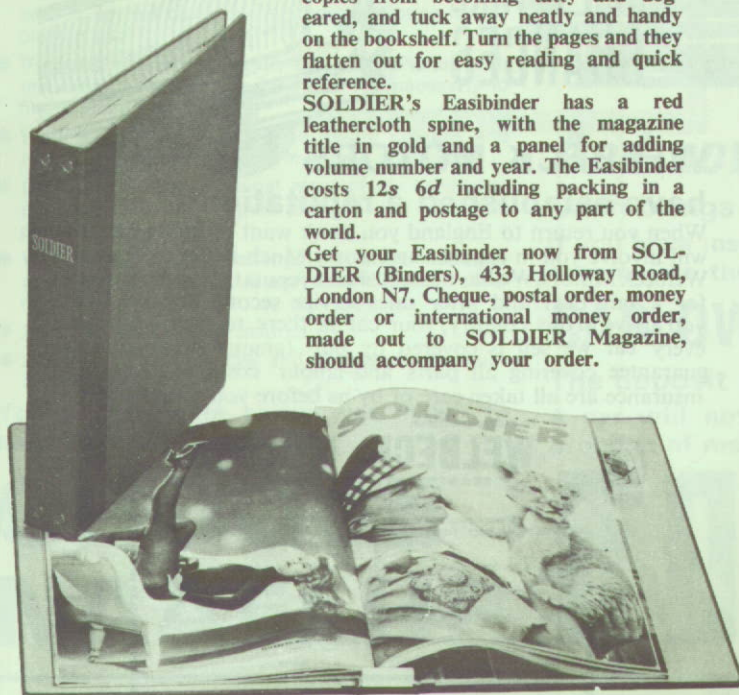 copies from becoming tatty and dog-
eared, and tuck away neatly and handy
on the bookshelf. Turn the pages and they
flatten out for easy reading and quick
reference.
SOLDIER's Easibinder has a red
leathercloth spine, with the magazine
title in gold and a panel for adding
volume number and year. The Easibinder
costs 12s 6d including packing in a
carton and postage to any part of the
world.
Get your Easibinder now from SOL-
DIER (Binders), 433 Holloway Road,
London N7. Cheque, postal order, money
order or international money order,
made out to SOLDIER Magazine,
should accompany your order.
SOLDIER
SOLDIER